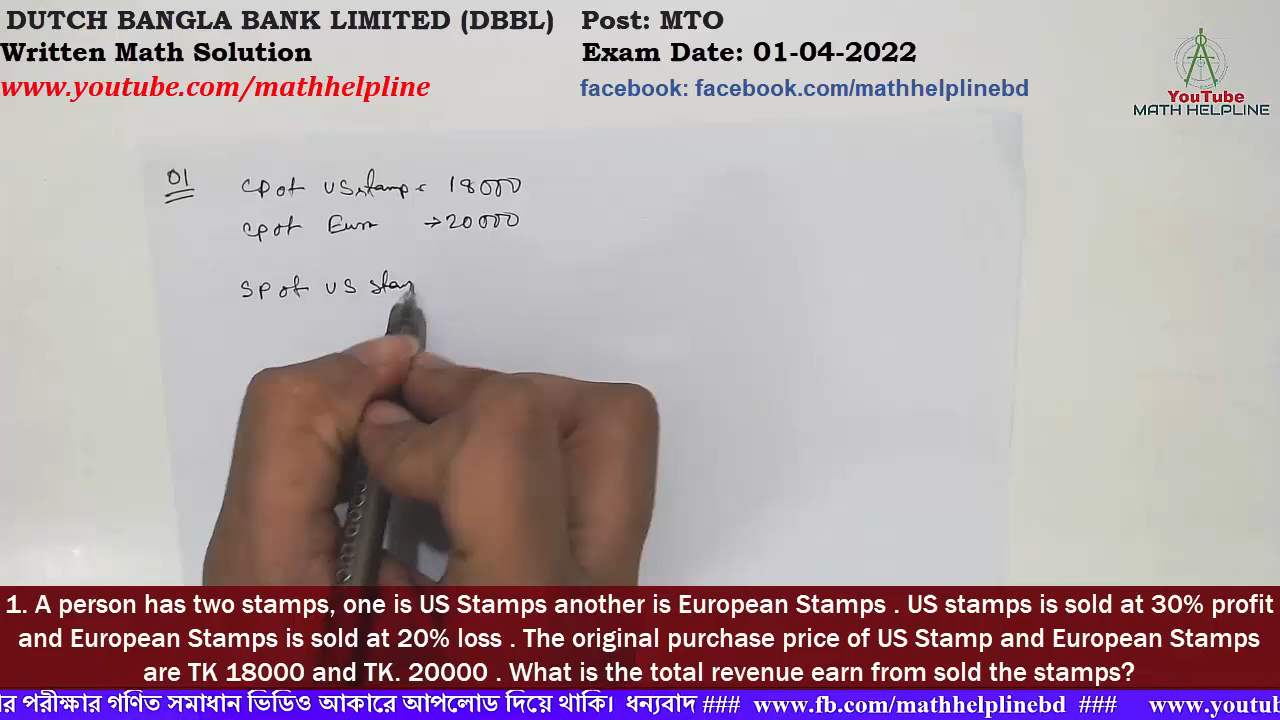 DUTCH BANGLA BANK LIMITED (DBBL) Post: MTO
Written Math Solution Exam Date: 01-04-2022
www.youtube.com/mathhelpline facebook: facebook.com/mathhelplinebd
YouTube
MATH HELPLINE
01 CP of US stamp = 18000
CP of Euro → 20000
SP of US stam
1. A person has two stamps, one is US Stamps another is European Stamps . US stamps is sold at 30% profit
and European Stamps is sold at 20% loss . The original purchase price of US Stamp and European Stamps
are TK 18000 and TK. 20000 . What is the total revenue earn from sold the stamps?
র পরীক্ষার গণিত সমাধান ভিডিও আকারে আপলোড দিয়ে থাকি। ধন্যবাদ ### www.fb.com/mathhelplinebd ### www.youtu